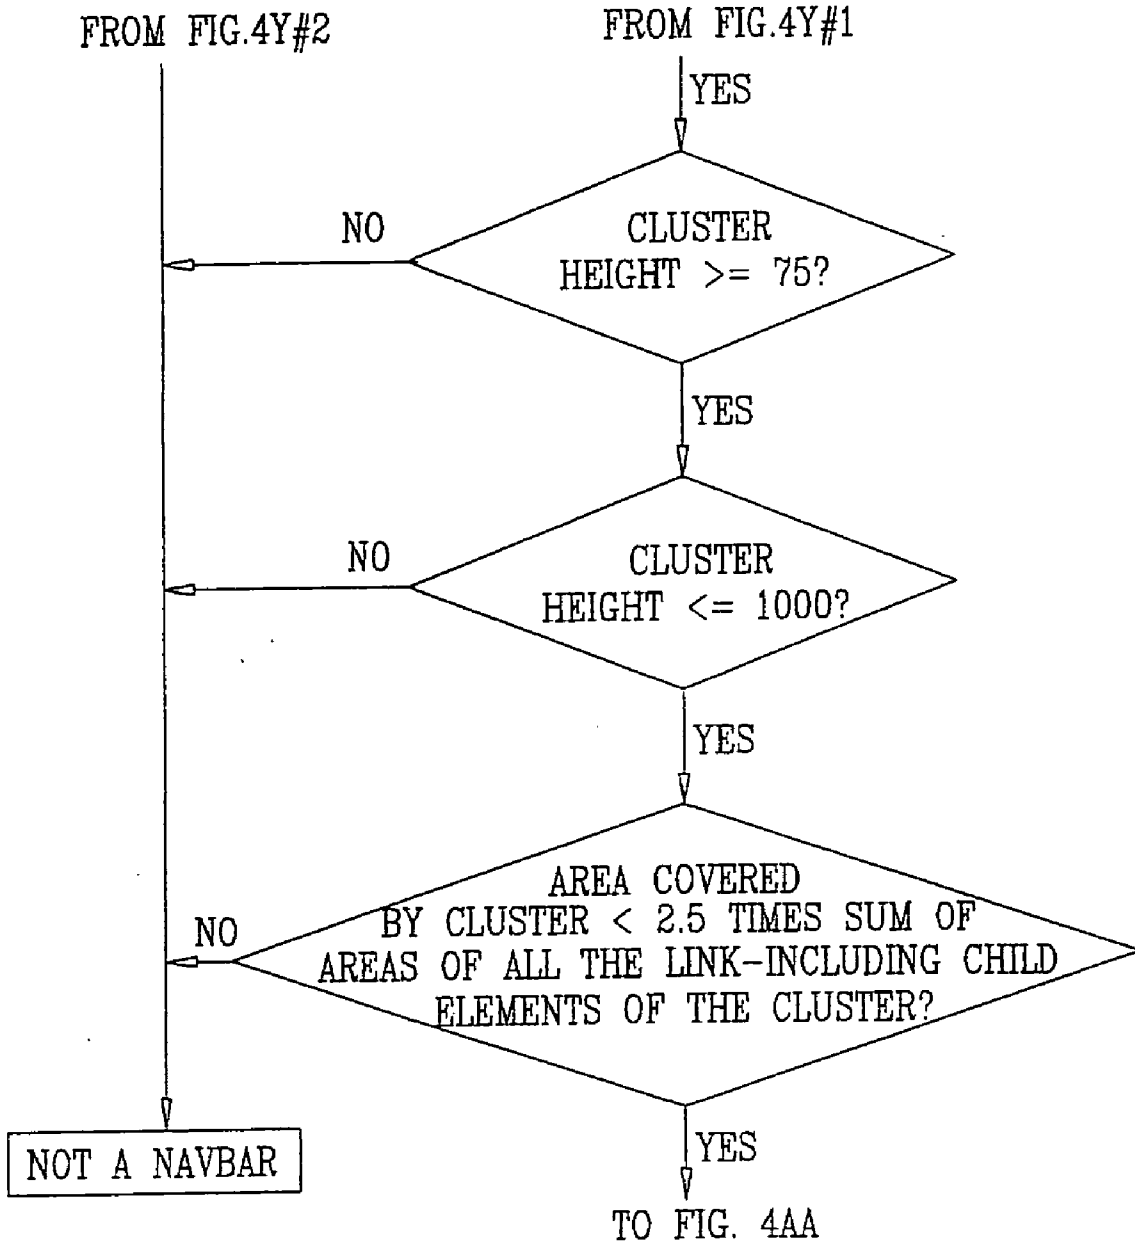 FROM FIG.4Y#2
FROM FIG.4Y#1
YES
NO
CLUSTER
HEIGHT >= 75?
YES
NO
CLUSTER
HEIGHT <= 1000?
YES
NO
AREA COVERED
BY CLUSTER < 2.5 TIMES SUM OF
AREAS OF ALL THE LINK-INCLUDING CHILD
ELEMENTS OF THE CLUSTER?
NOT A NAVBAR
YES
TO FIG. 4AA